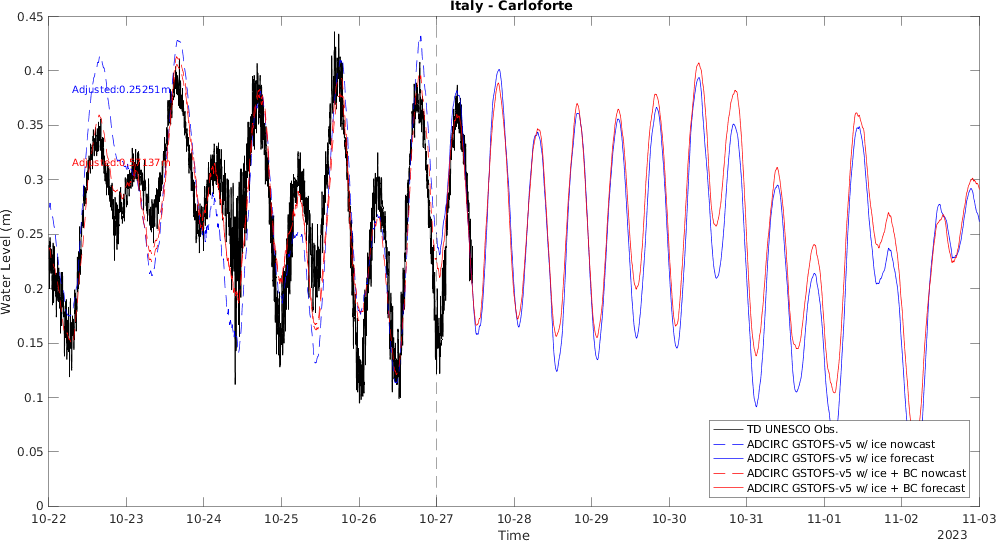 Italy - Carloforte
Water Level (m)
0.45
0.4
0.35
0.3
0.25
0.2
0.15
0.1
0.05
0
Adjusted:0.25251m
TD UNESCO Obs.
ADCIRC GSTOFS-v5 w/ ice nowcast
ADCIRC GSTOFS-v5 w/ ice forecast
ADCIRC GSTOFS-v5 w/ ice + BC nowcast
ADCIRC GSTOFS-v5 w/ ice + BC forecast
10-22 10-23 10-24 10-25 10-26 10-27 10-28 10-29 10-30 10-31 11-01 11-02 11-03
Time
2023